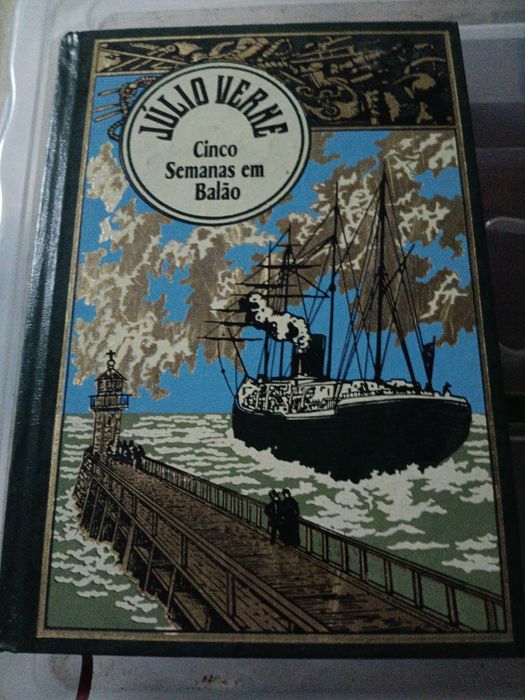 JÚLIO VERNE
Cinco
Semanas em
Balão